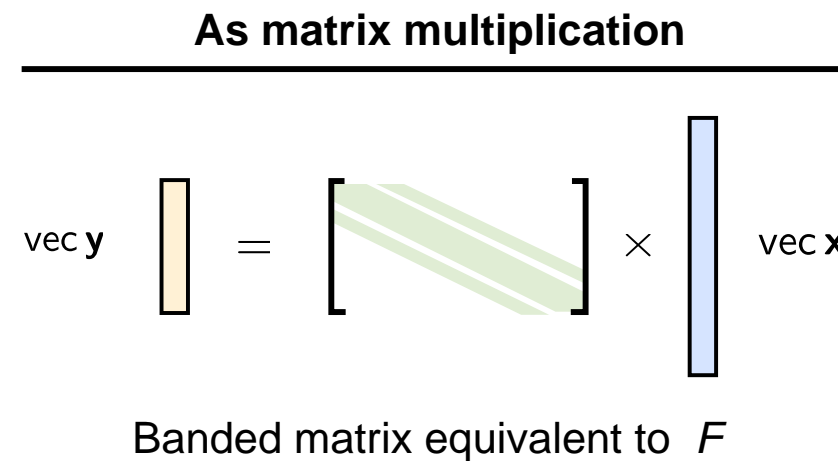 As matrix multiplication
vec y = [ ] × vec x
Banded matrix equivalent to F